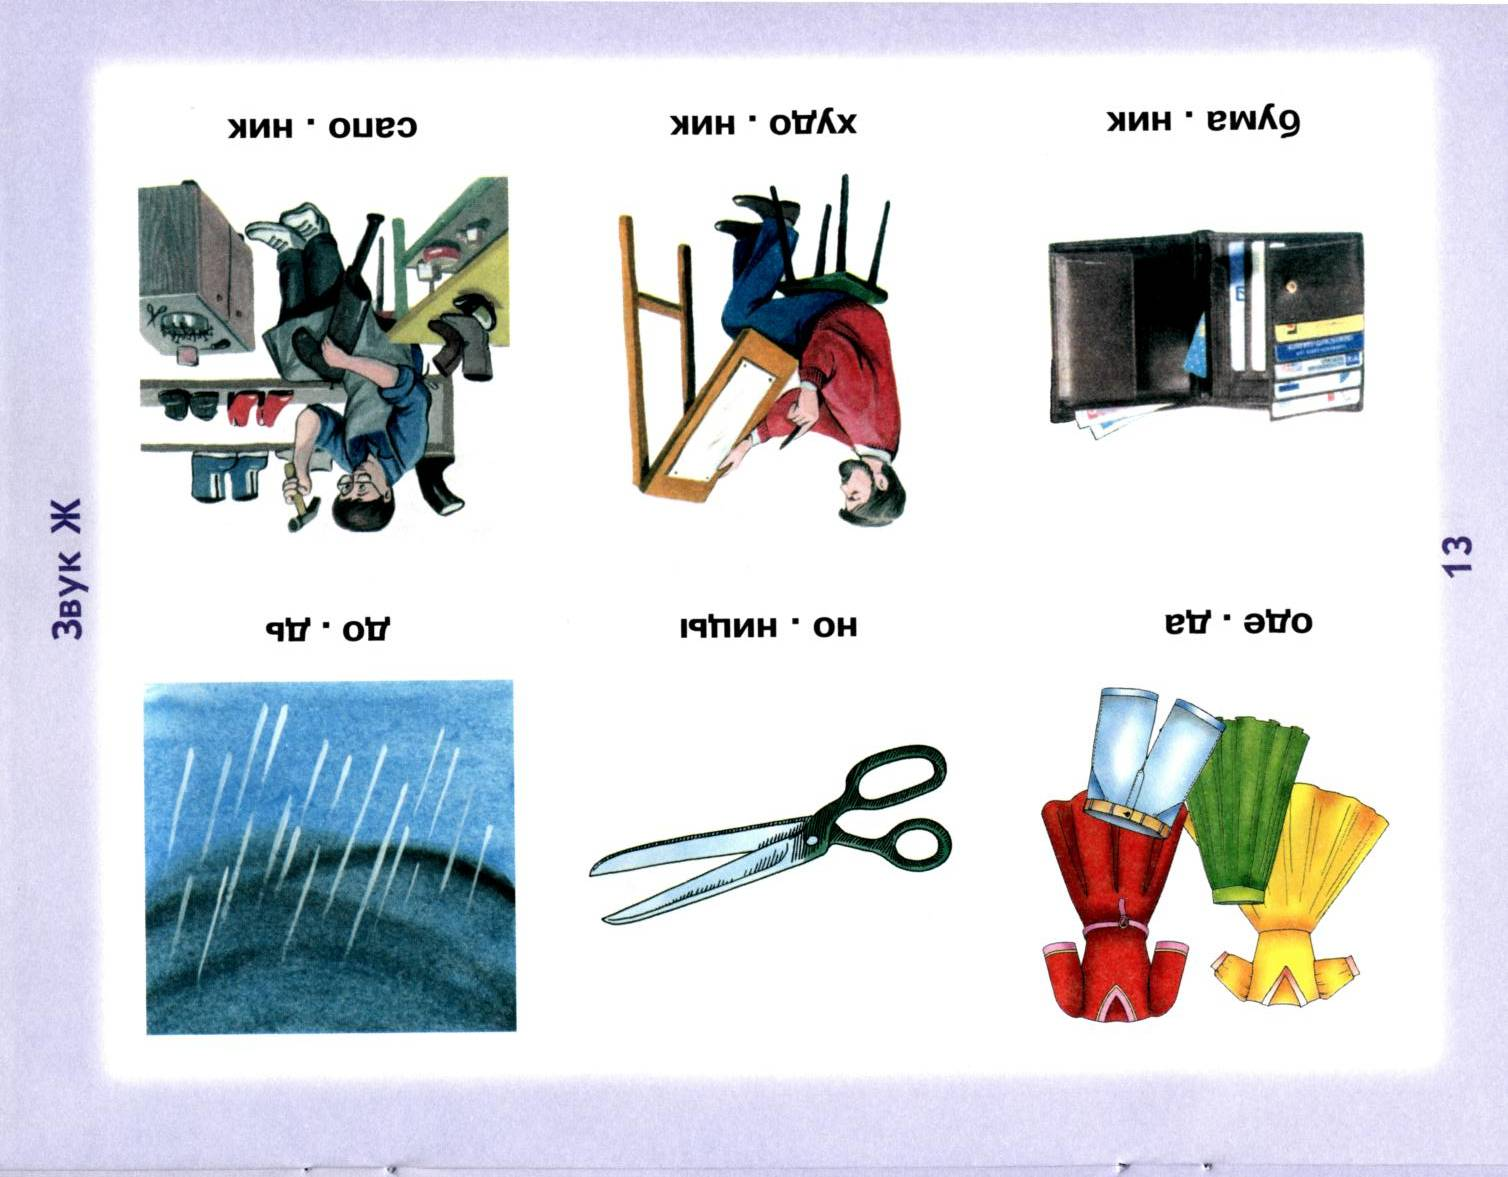 Звук Ж
оде . да
но . ницы
до . дь
бума . ник
худо . ник
сапо . ник
13